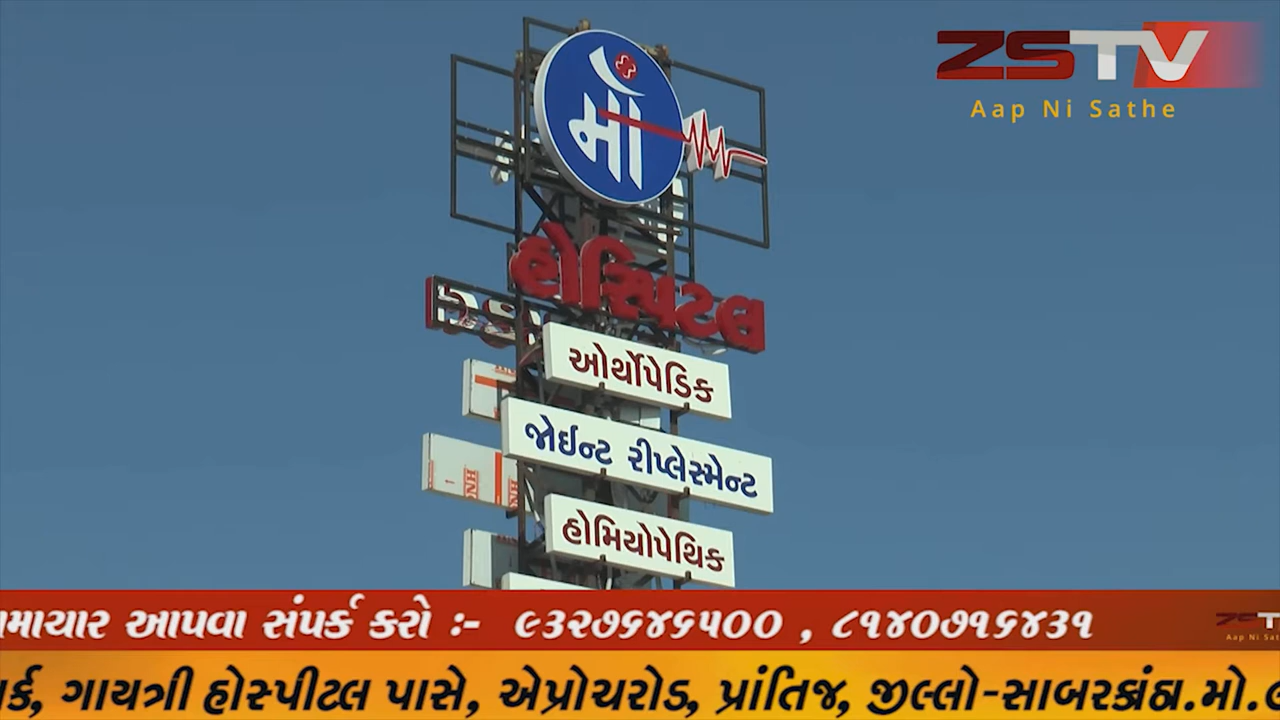 ZSTV
Aap Ni Sathe
માઁ
હોસ્પિટલ
ઓર્થોપેડિક
જોઈન્ટ રીપ્લેસ્મેન્ટ
હોમિયોપેથિક
માચાર આપવા સંપર્ક કરો :- ૯૩૨૭૬૪૬૫૦૦ , ૮૧૪૦૭૧૬૪૩૧
ર્ક, ગાયત્રી હોસ્પીટલ પાસે, એપ્રોચરોડ, પ્રાંતિજ, જીલ્લો-સાબરકાંઠા.મો.